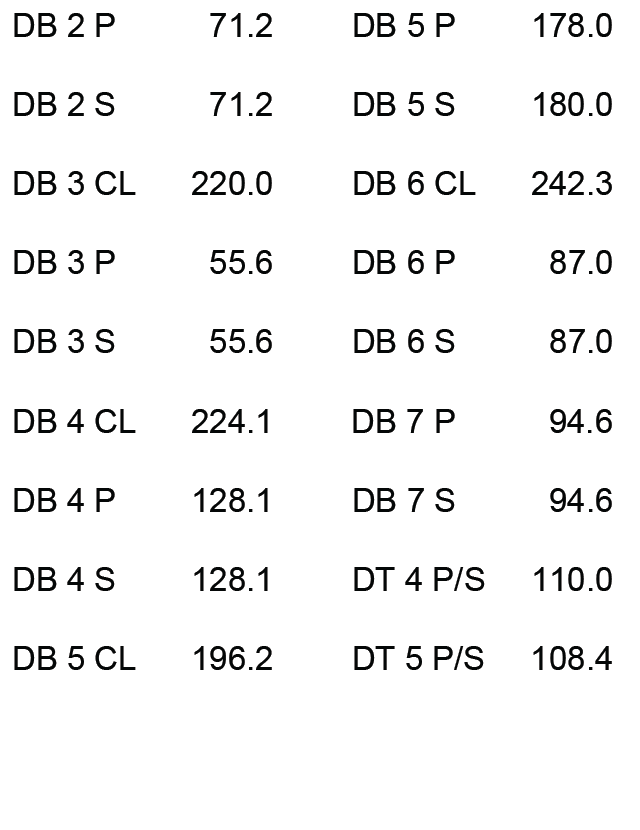 DB 2 P 71.2 DB 5 P 178.0
DB 2 S 71.2 DB 5 S 180.0
DB 3 CL 220.0 DB 6 CL 242.3
DB 3 P 55.6 DB 6 P 87.0
DB 3 S 55.6 DB 6 S 87.0
DB 4 CL 224.1 DB 7 P 94.6
DB 4 P 128.1 DB 7 S 94.6
DB 4 S 128.1 DT 4 P/S 110.0
DB 5 CL 196.2 DT 5 P/S 108.4